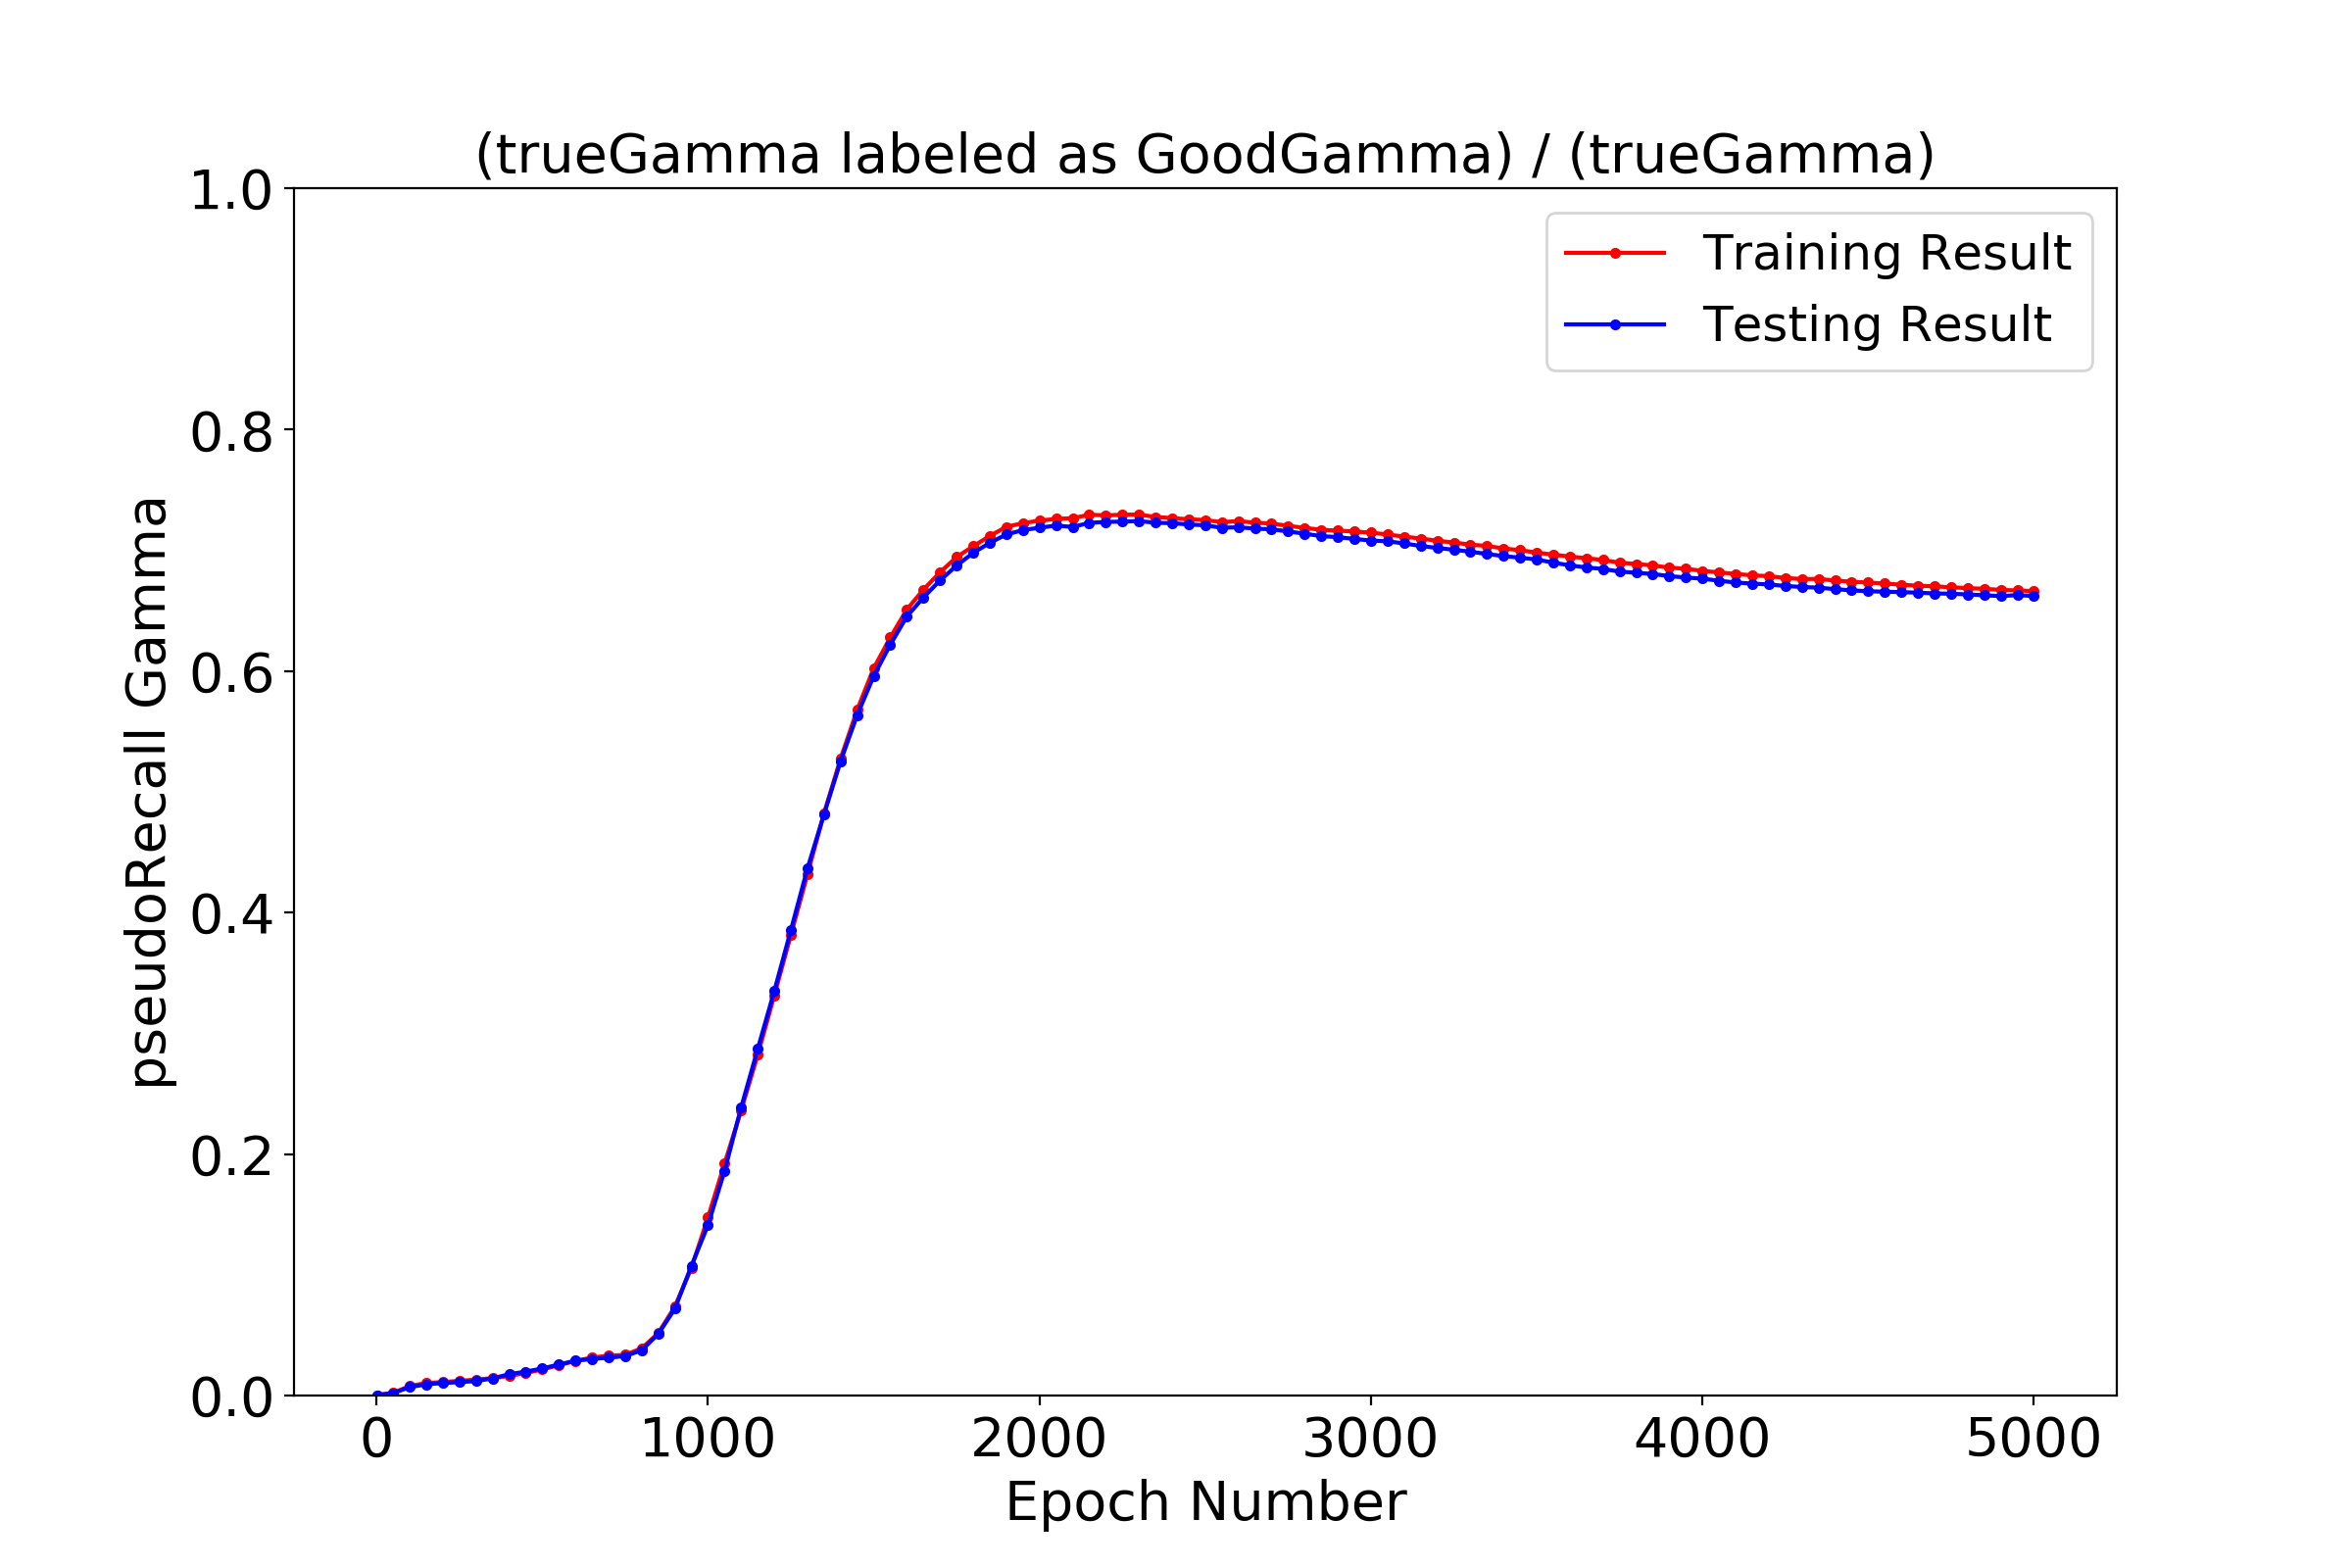 (trueGamma labeled as GoodGamma) / (trueGamma)
1.0
Training Result
Testing Result
0.8
0.6
0.4
0.2
0.0
pseudoRecall Gamma
0 1000 2000 3000 4000 5000
Epoch Number